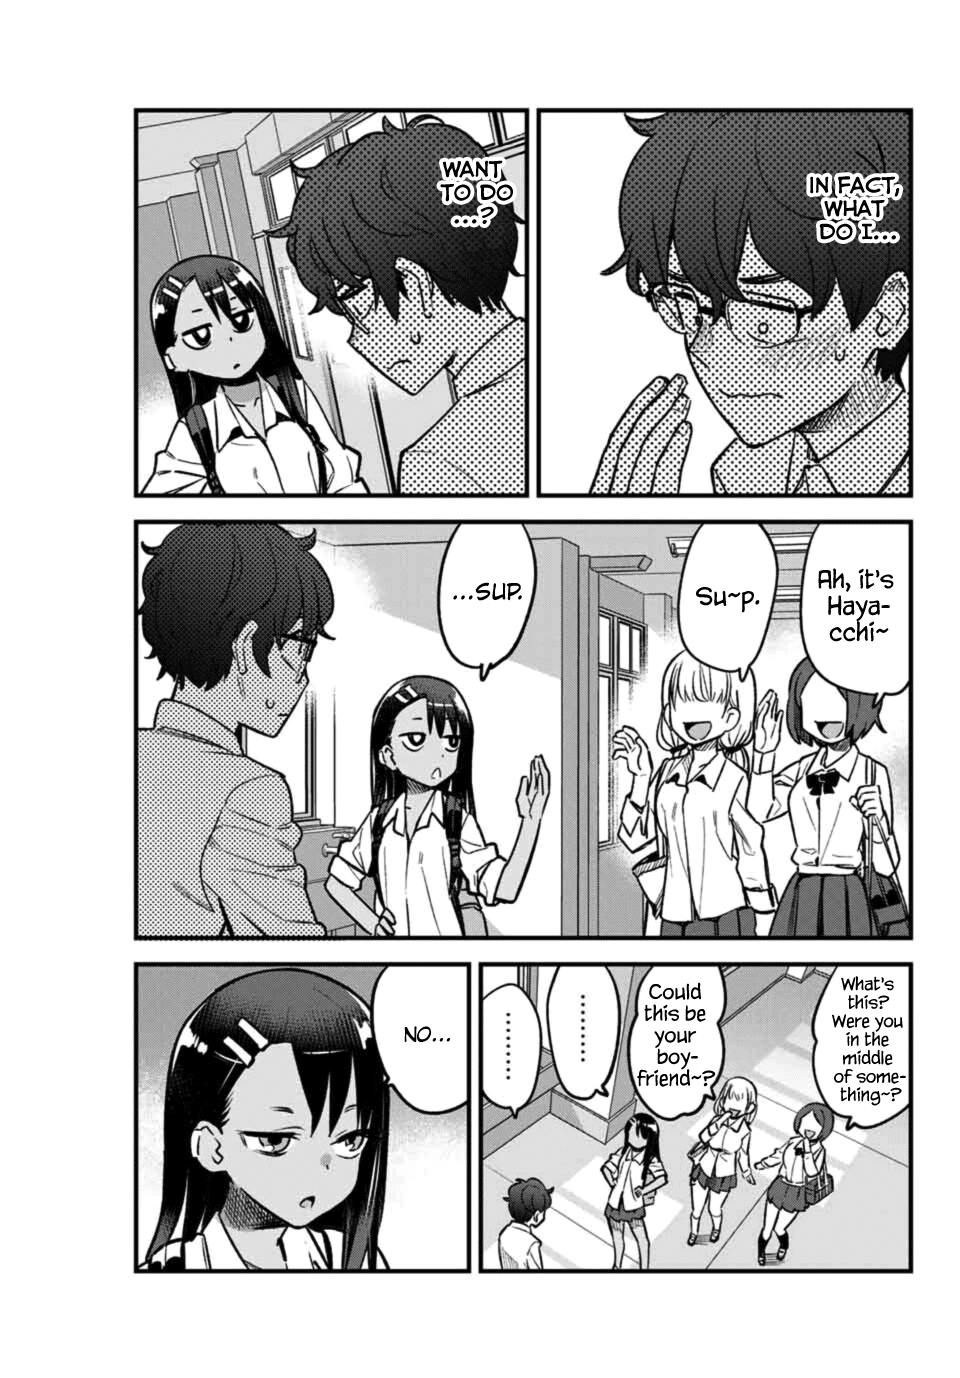 IN FACT,
WHAT
DO I...
WANT
TO DO
...?
Ah, it's
Haya-
cchi~
Su~p.
...SUP.
What's
this?
Were you
in the
middle
of some-
thing~?
Could
this be
your
boy-
friend~?
.........
.........
NO...